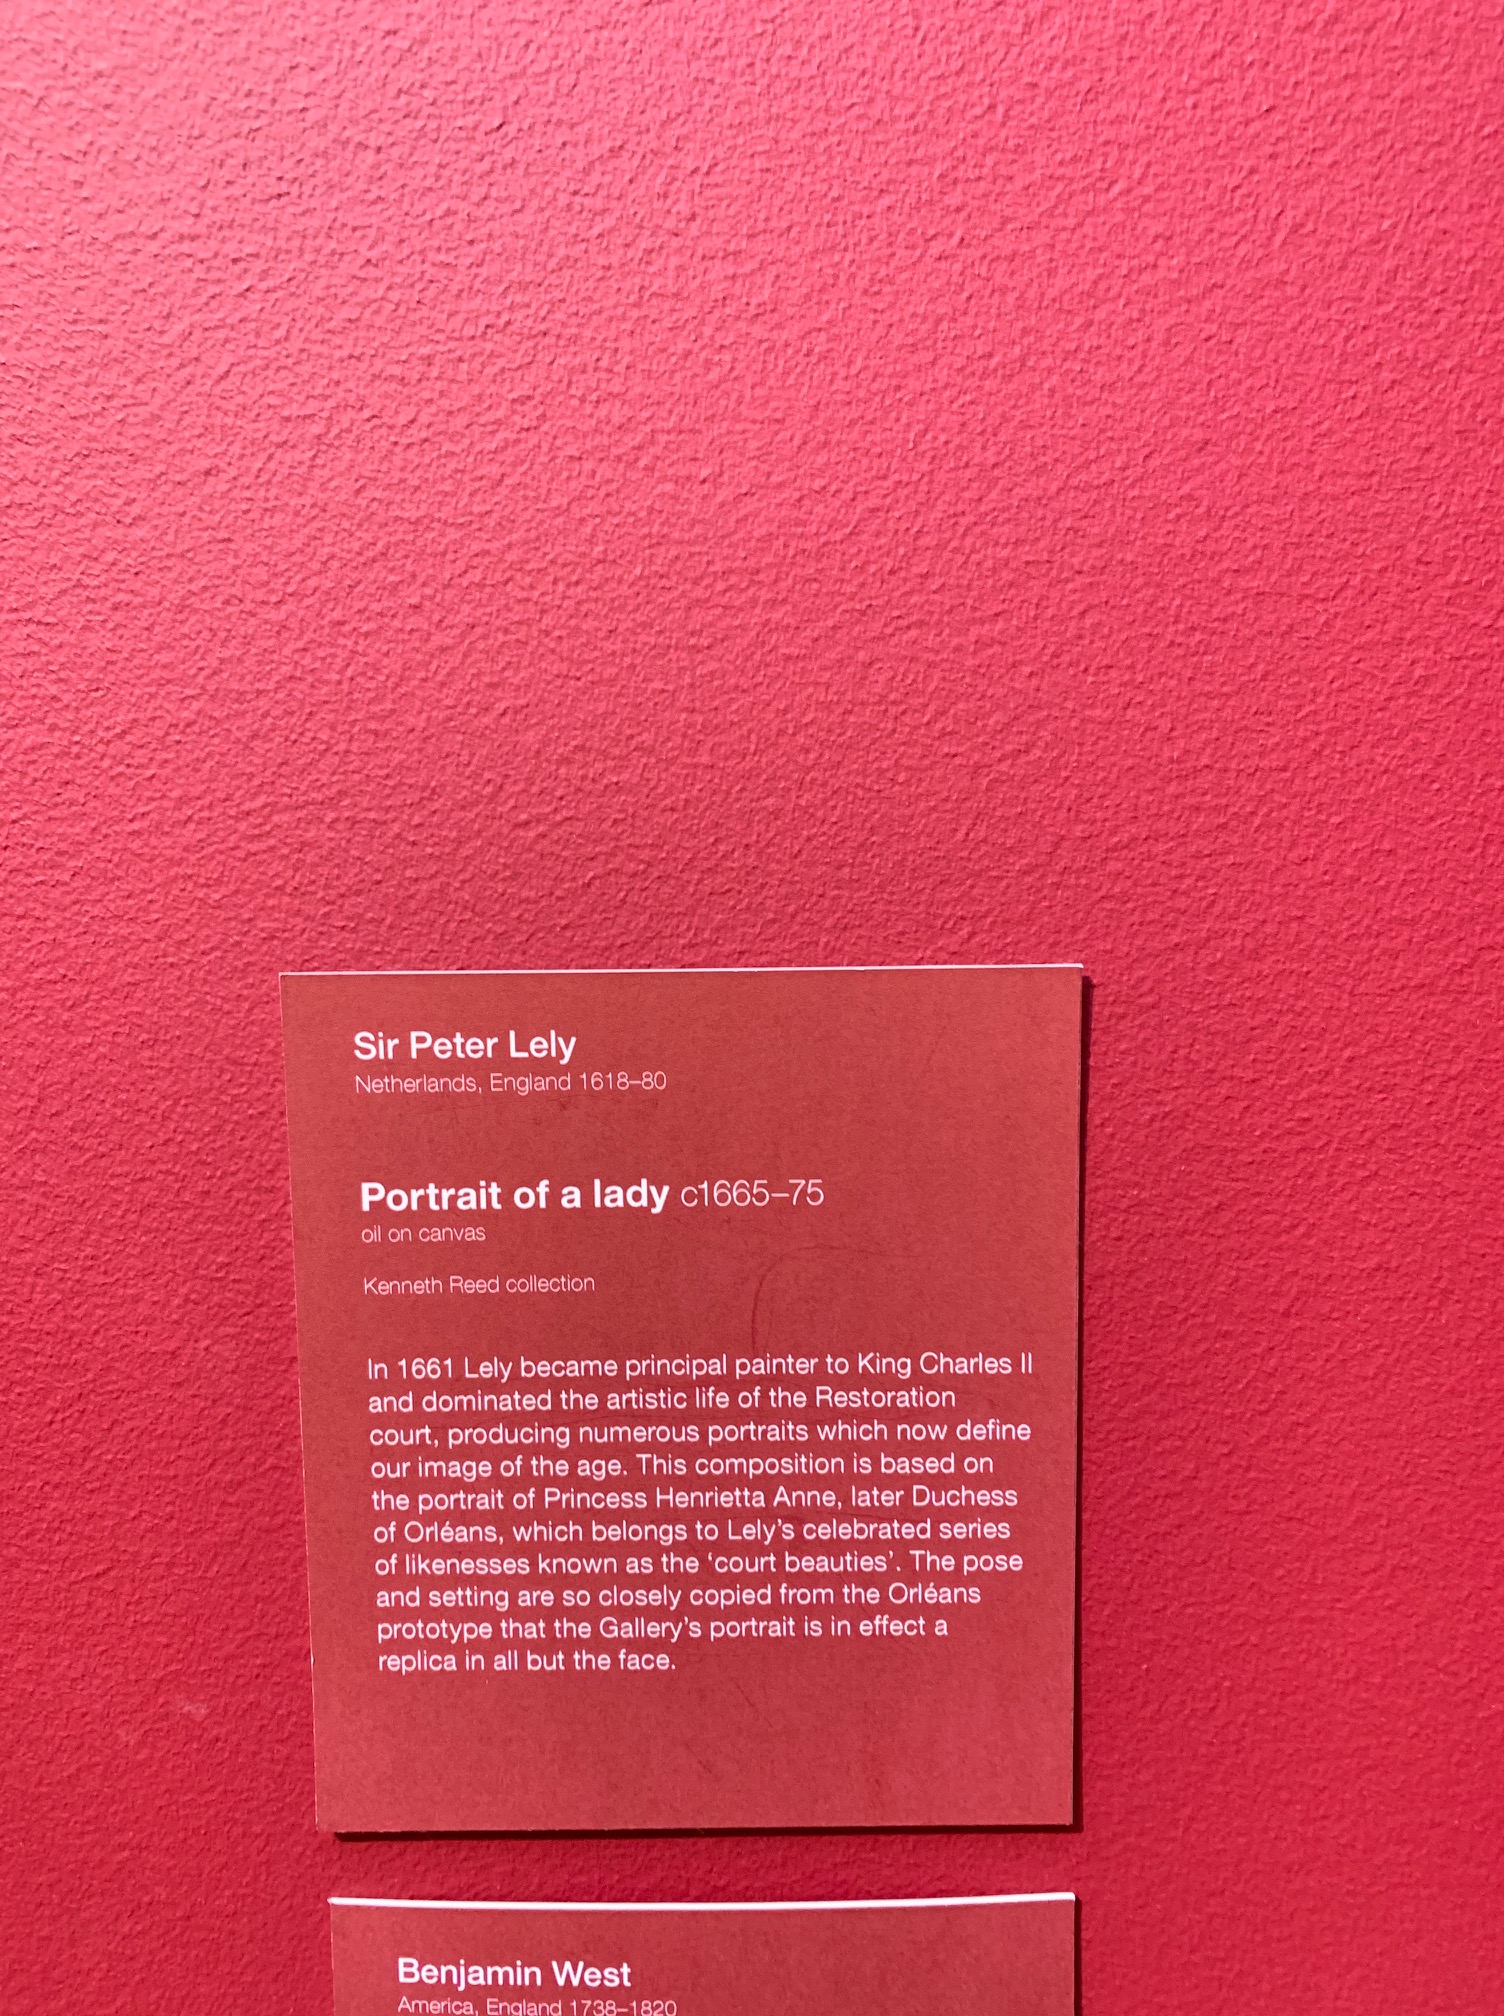 Sir Peter Lely
Netherlands, England 1618–80
Portrait of a lady c1665–75
oil on canvas
Kenneth Reed collection
In 1661 Lely became principal painter to King Charles II
and dominated the artistic life of the Restoration
court, producing numerous portraits which now define
our image of the age. This composition is based on
the portrait of Princess Henrietta Anne, later Duchess
of Orléans, which belongs to Lely’s celebrated series
of likenesses known as the ‘court beauties’. The pose
and setting are so closely copied from the Orléans
prototype that the Gallery’s portrait is in effect a
replica in all but the face.
Benjamin West
America, England 1738–1820